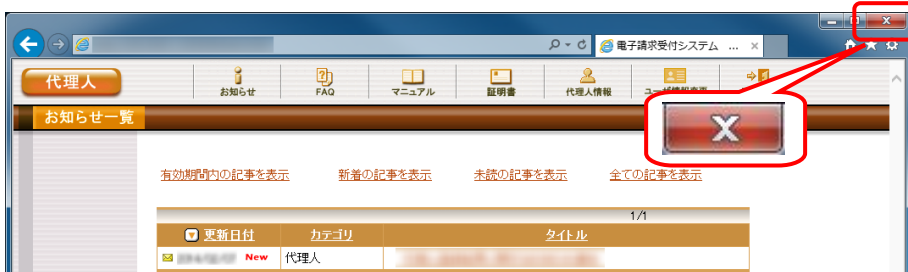 電子請求受付システム ...
代理人
お知らせ
FAQ
マニュアル
証明書
代理人情報
お知らせ一覧
有効期間内の記事を表示 新着の記事を表示 未読の記事を表示 全ての記事を表示
1/1
更新日付 カテゴリ タイトル
New 代理人